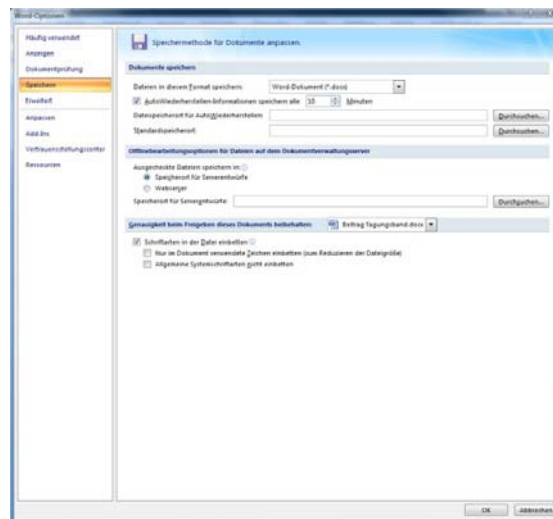 Word-Optionen
Häufig verwendet
Anzeigen
Dokumentprüfung
Speichern
Erweitert
Anpassen
Add-Ins
Vertrauensstellungscenter
Ressourcen
Speichermethode für Dokumente anpassen.
Dokumente speichern
Dateien in diesem Format speichern: Word-Dokument (*.docx)
AutoWiederherstellen-Informationen speichern alle 10 Minuten
Dateispeicherort für AutoWiederherstellen: Durchsuchen...
Standardspeicherort: Durchsuchen...
Offlinebearbeitungsoptionen für Dateien auf dem Dokumentverwaltungsserver
Ausgecheckte Dateien speichern in:
Speicherort für Serverentwürfe
Webserver
Speicherort für Serverentwürfe: Durchsuchen...
Genauigkeit beim Freigeben dieses Dokuments beibehalten: Beitrag Tagungsband.docx
Schriftarten in der Datei einbetten
Nur im Dokument verwendete Zeichen einbetten (zum Reduzieren der Dateigröße)
Allgemeine Systemschriftarten nicht einbetten
OK Abbrechen